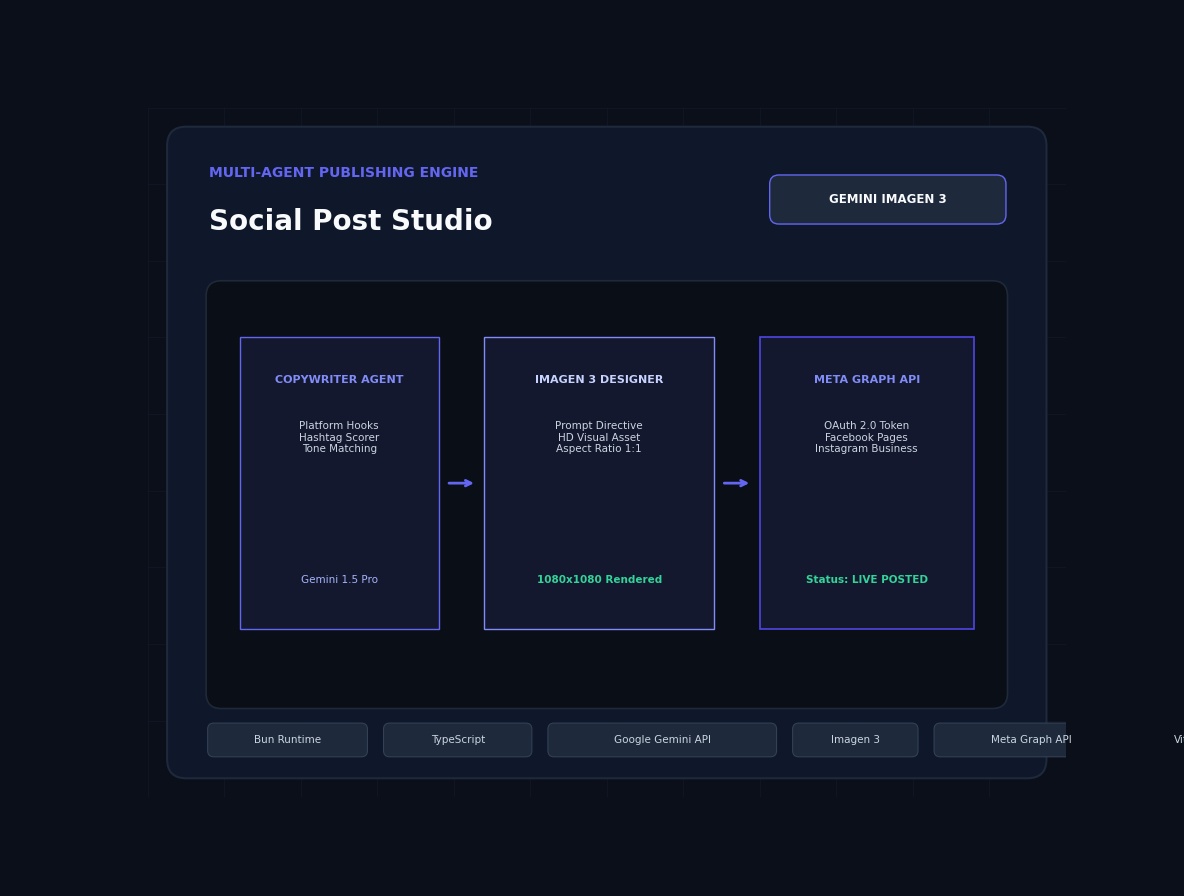 MULTI-AGENT PUBLISHING ENGINE
Social Post Studio
GEMINI IMAGEN 3
COPYWRITER AGENT
Platform Hooks
Hashtag Scorer
Tone Matching
Gemini 1.5 Pro
IMAGEN 3 DESIGNER
Prompt Directive
HD Visual Asset
Aspect Ratio 1:1
1080x1080 Rendered
META GRAPH API
OAuth 2.0 Token
Facebook Pages
Instagram Business
Status: LIVE POSTED
Bun Runtime
TypeScript
Google Gemini API
Imagen 3
Meta Graph API